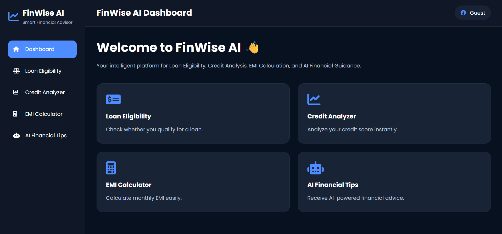 FinWise AI
Smart Financial Advisor
Dashboard
Loan Eligibility
Credit Analyzer
EMI Calculator
AI Financial Tips
FinWise AI Dashboard
Guest
Welcome to FinWise AI 👋
Your intelligent platform for Loan Eligibility, Credit Analysis, EMI Calculation, and AI Financial Guidance.
Loan Eligibility
Check whether you qualify for a loan.
Credit Analyzer
Analyze your credit score instantly.
EMI Calculator
Calculate monthly EMI easily.
AI Financial Tips
Receive AI-powered financial advice.